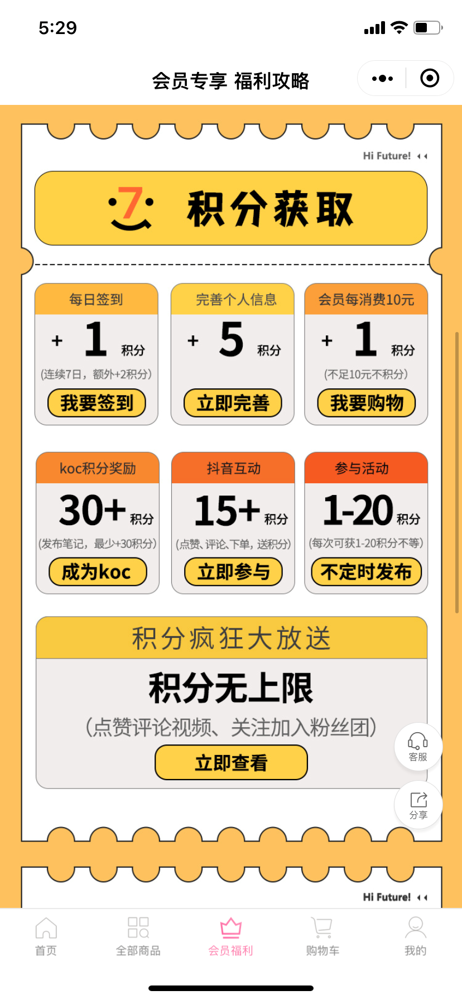 5:29
会员专享 福利攻略
Hi Future!
7 积分获取
每日签到
+ 1 积分
(连续7日，额外+2积分)
我要签到
完善个人信息
+ 5 积分
立即完善
会员每消费10元
+ 1 积分
(不足10元不积分)
我要购物
koc积分奖励
30+ 积分
(发布笔记，最少+30积分)
成为koc
抖音互动
15+ 积分
(点赞、评论、下单，送积分)
立即参与
参与活动
1-20 积分
(每次可获1-20积分不等)
不定时发布
积分疯狂大放送
积分无上限
（点赞评论视频、关注加入粉丝团）
立即查看
客服
分享
Hi Future!
首页
全部商品
会员福利
购物车
我的